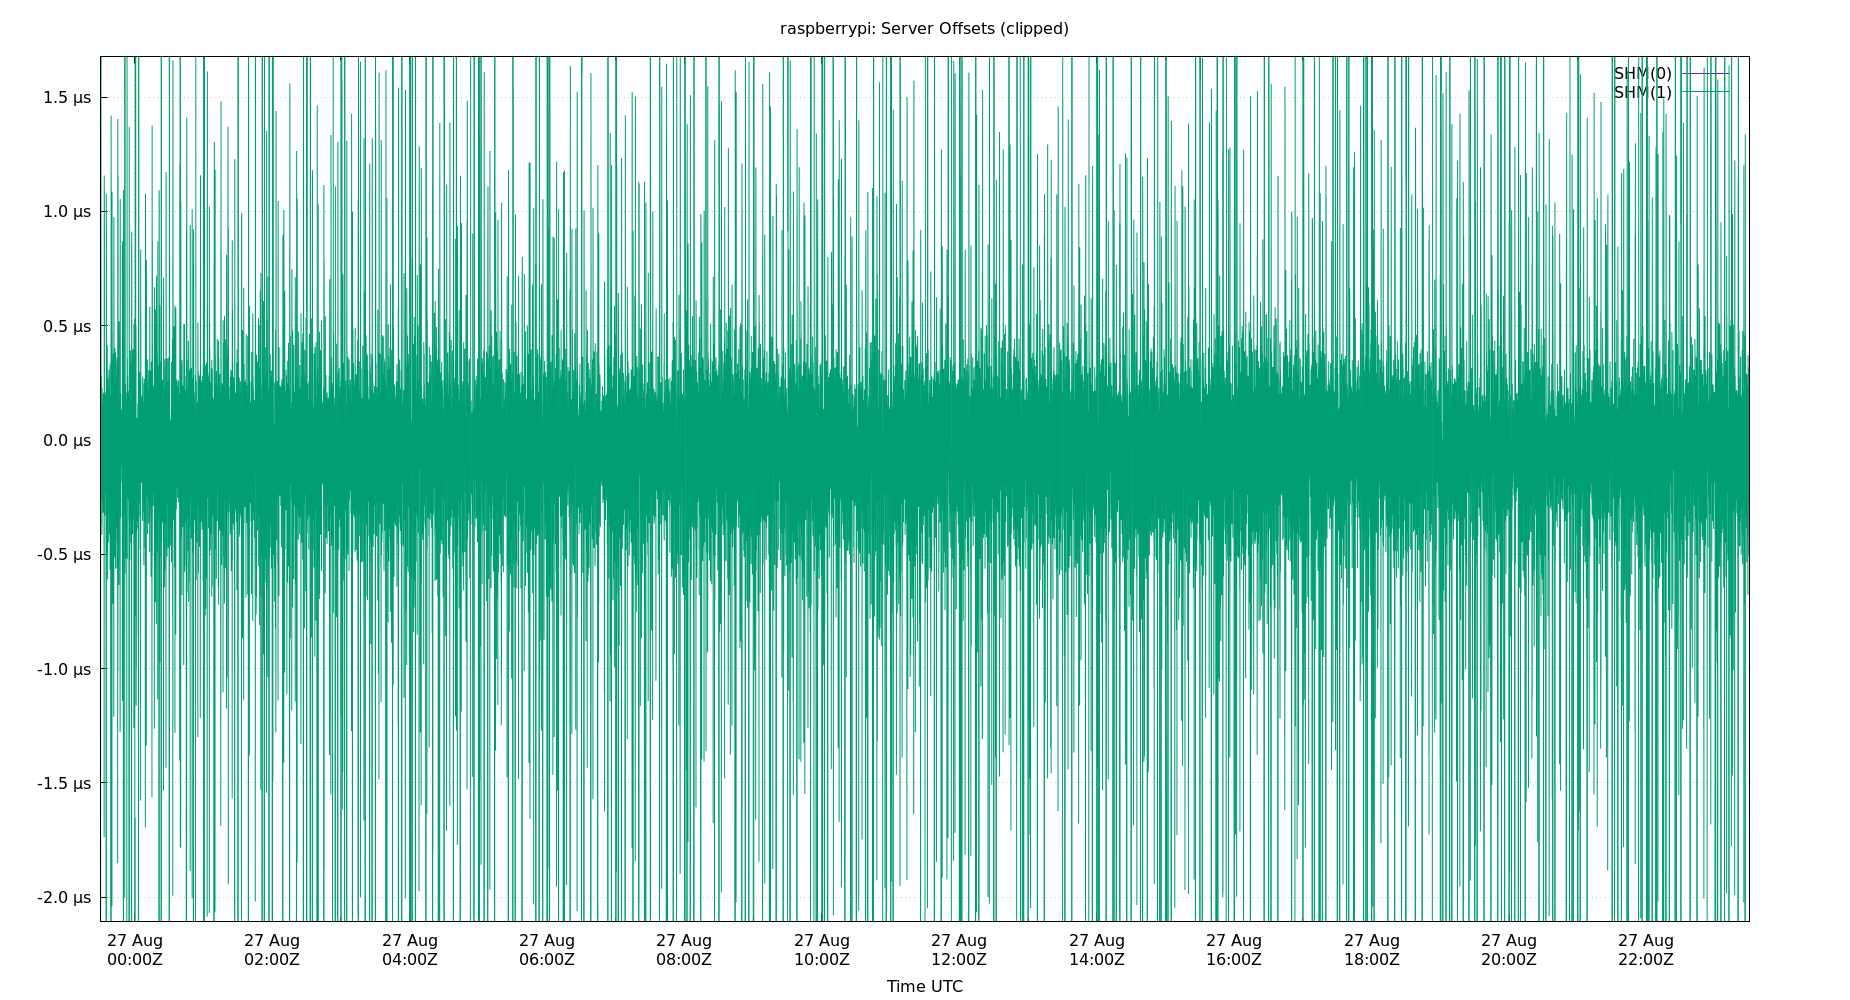 raspberrypi: Server Offsets (clipped)
SHM(0)
SHM(1)
1.5 µs
1.0 µs
0.5 µs
0.0 µs
-0.5 µs
-1.0 µs
-1.5 µs
-2.0 µs
27 Aug 27 Aug 27 Aug 27 Aug 27 Aug 27 Aug 27 Aug 27 Aug 27 Aug 27 Aug 27 Aug 27 Aug
00:00Z 02:00Z 04:00Z 06:00Z 08:00Z 10:00Z 12:00Z 14:00Z 16:00Z 18:00Z 20:00Z 22:00Z
Time UTC